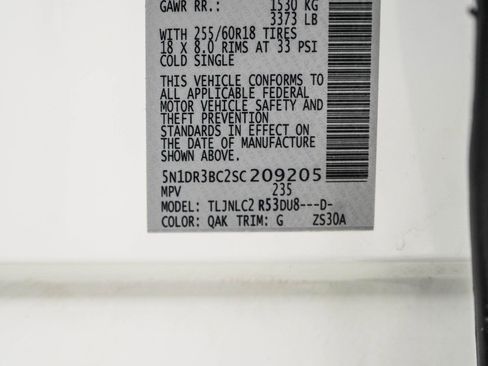 GAWR RR.: 1530 KG
3373 LB
WITH 255/60R18 TIRES
18 X 8.0 RIMS AT 33 PSI
COLD SINGLE
THIS VEHICLE CONFORMS TO
ALL APPLICABLE FEDERAL
MOTOR VEHICLE SAFETY AND
THEFT PREVENTION
STANDARDS IN EFFECT ON
THE DATE OF MANUFACTURE
SHOWN ABOVE.
5N1DR3BC2SC209205
MPV 235
MODEL: TLJNLC2 R53DU8---D-
COLOR: QAK TRIM: G ZS30A